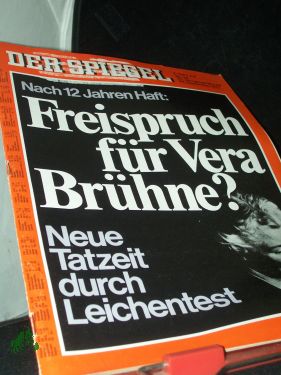 DER SPIEGEL
Nach 12 Jahren Haft:
Freispruch
für Vera
Brühne?
Neue
Tatzeit
durch
Leichentest